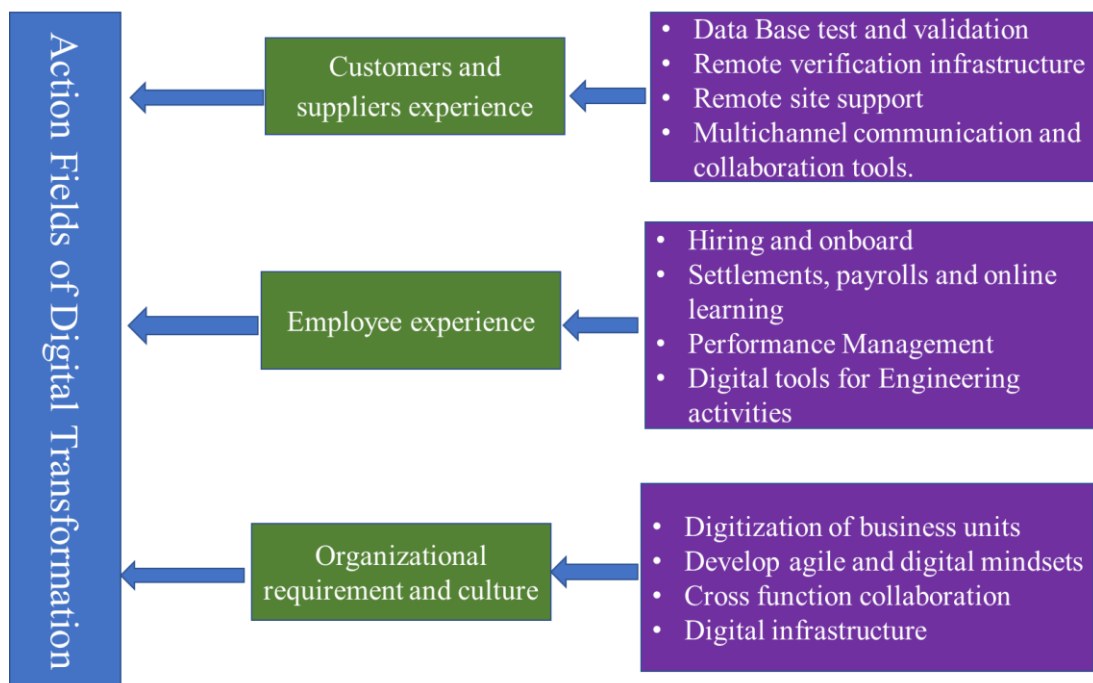 Action Fields of Digital Transformation
Customers and
suppliers experience
• Data Base test and validation
• Remote verification infrastructure
• Remote site support
• Multichannel communication and
collaboration tools.
Employee experience
• Hiring and onboard
• Settlements, payrolls and online
learning
• Performance Management
• Digital tools for Engineering
activities
Organizational
requirement and culture
• Digitization of business units
• Develop agile and digital mindsets
• Cross function collaboration
• Digital infrastructure